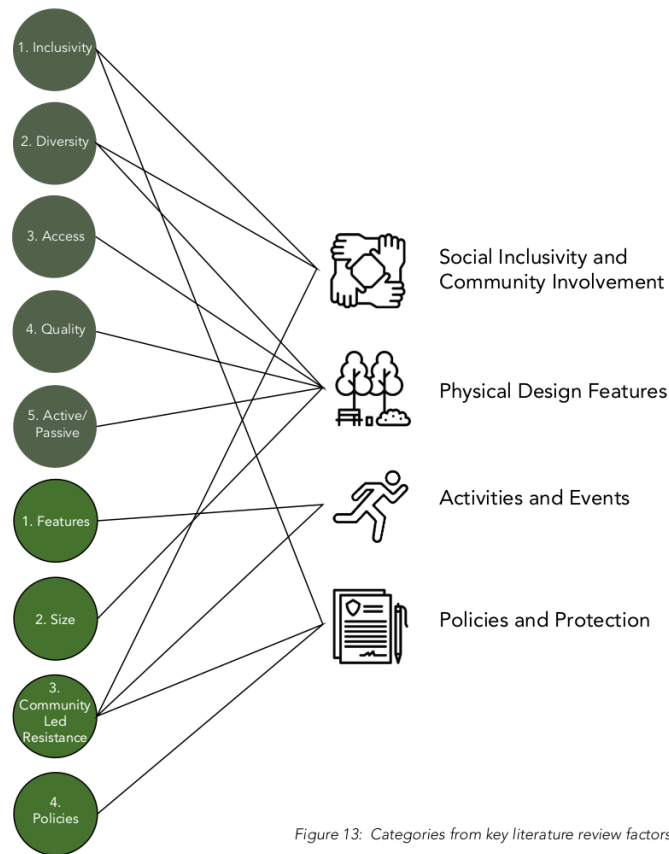 1. Inclusivity
2. Diversity
3. Access
4. Quality
5. Active/
Passive
1. Features
2. Size
3.
Community
Led
Resistance
4.
Policies
Social Inclusivity and
Community Involvement
Physical Design Features
Activities and Events
Policies and Protection
Figure 13: Categories from key literature review factors